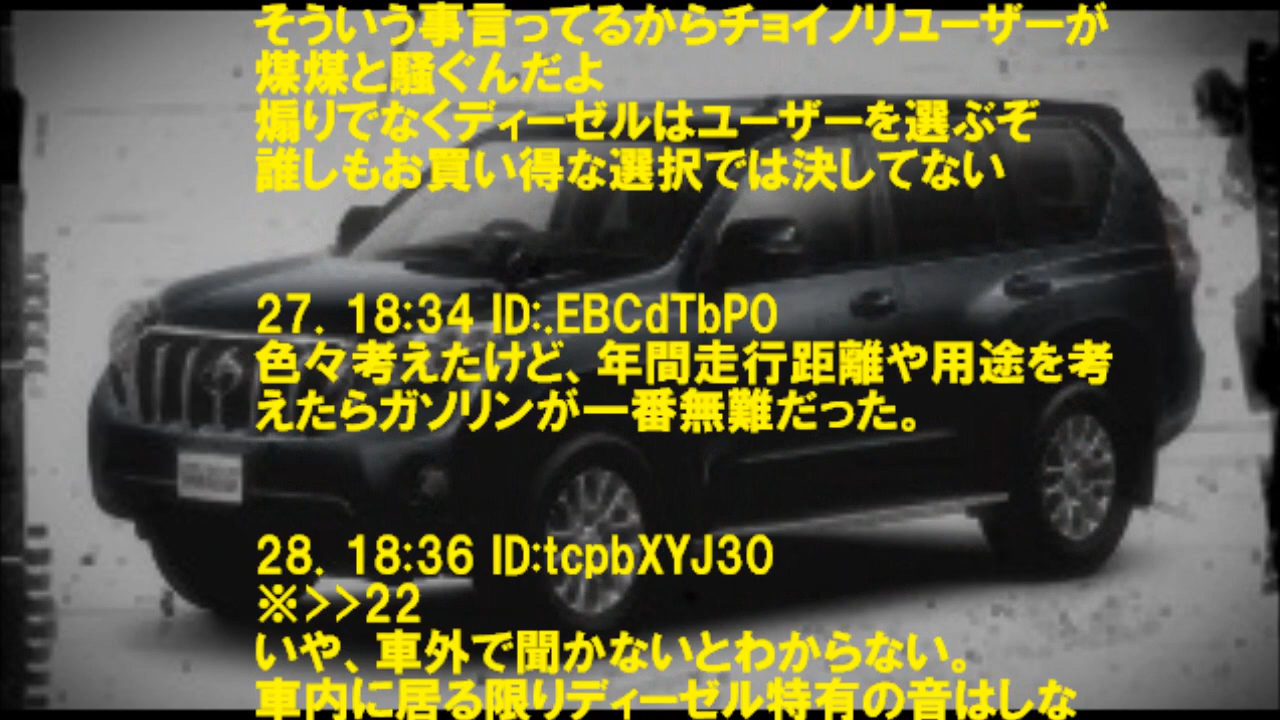 そういう事言ってるからチョイノリユーザーが
煤煤と騒ぐんだよ
煽りでなくディーゼルはユーザーを選ぶぞ
誰しもお買い得な選択では決してない
27. 18:34 ID:.EBCdTbP0
色々考えたけど、年間走行距離や用途を考
えたらガソリンが一番無難だった。
28. 18:36 ID:tcpbXYJ30
※>>22
いや、車外で聞かないとわからない。
車内に居る限りディーゼル特有の音はしな